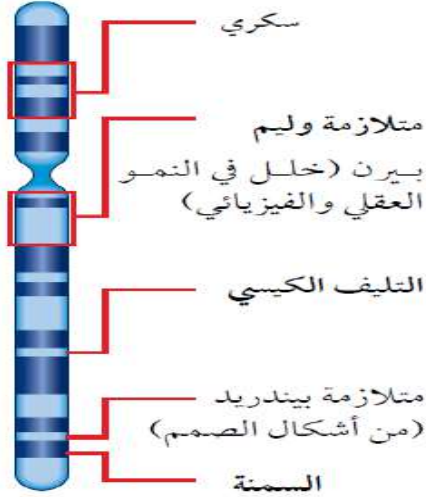 سكري
متلازمة وليم
بيرن (خلل في النمو
العقلي والفيزيائي)
التليف الكيسي
متلازمة بيندريد
(من أشكال الصمم)
السمنة